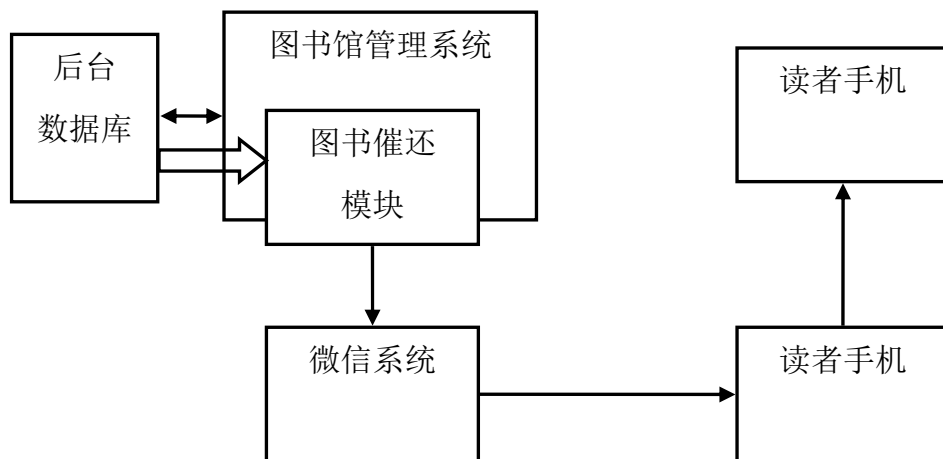 后台
数据库
图书馆管理系统
图书催还
模块
读者手机
微信系统
读者手机